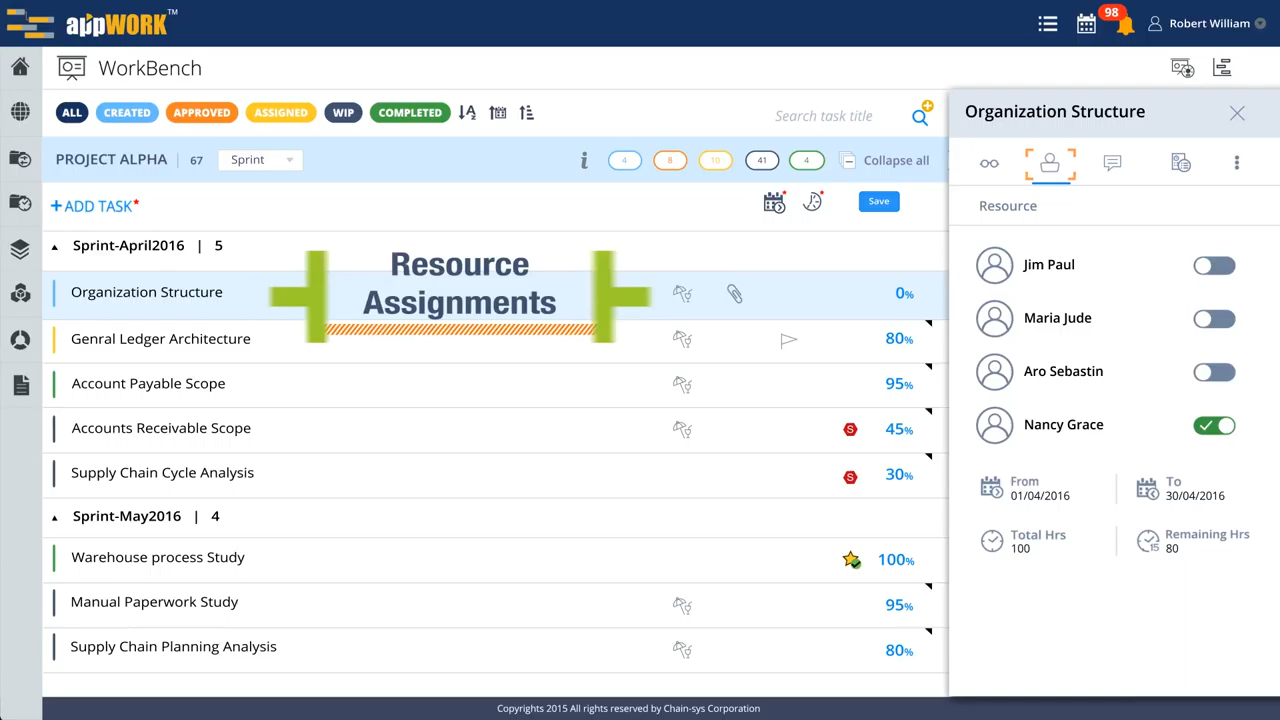 appWORK™
98
Robert William
WorkBench
ALL CREATED APPROVED ASSIGNED WIP COMPLETED
Search task title
PROJECT ALPHA | 67 Sprint
4 8 10 41 4 Collapse all
+ADD TASK*
Save
Sprint-April2016 | 5
Organization Structure 0%
Genral Ledger Architecture 80%
Account Payable Scope 95%
Accounts Receivable Scope S 45%
Supply Chain Cycle Analysis S 30%
Sprint-May2016 | 4
Warehouse process Study 100%
Manual Paperwork Study 95%
Supply Chain Planning Analysis 80%
Resource
Assignments
Organization Structure
Resource
Jim Paul
Maria Jude
Aro Sebastin
Nancy Grace
From
01/04/2016
To
30/04/2016
Total Hrs
100
15
Remaining Hrs
80
Copyrights 2015 All rights reserved by Chain-sys Corporation